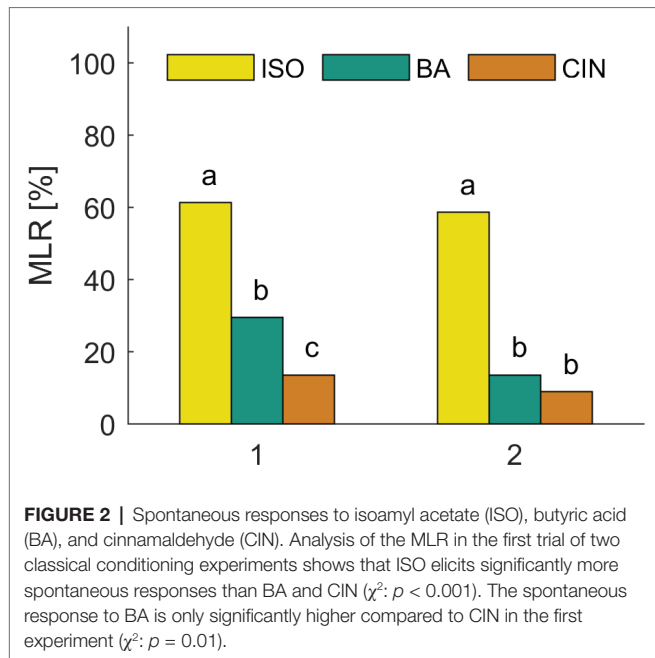 ISO BA CIN
100
80
60
40
20
0
MLR [%]
a
b
c
a
b
b
1
2
FIGURE 2 | Spontaneous responses to isoamyl acetate (ISO), butyric acid
(BA), and cinnamaldehyde (CIN). Analysis of the MLR in the first trial of two
classical conditioning experiments shows that ISO elicits significantly more
spontaneous responses than BA and CIN (χ²: p < 0.001). The spontaneous
response to BA is only significantly higher compared to CIN in the first
experiment (χ²: p = 0.01).